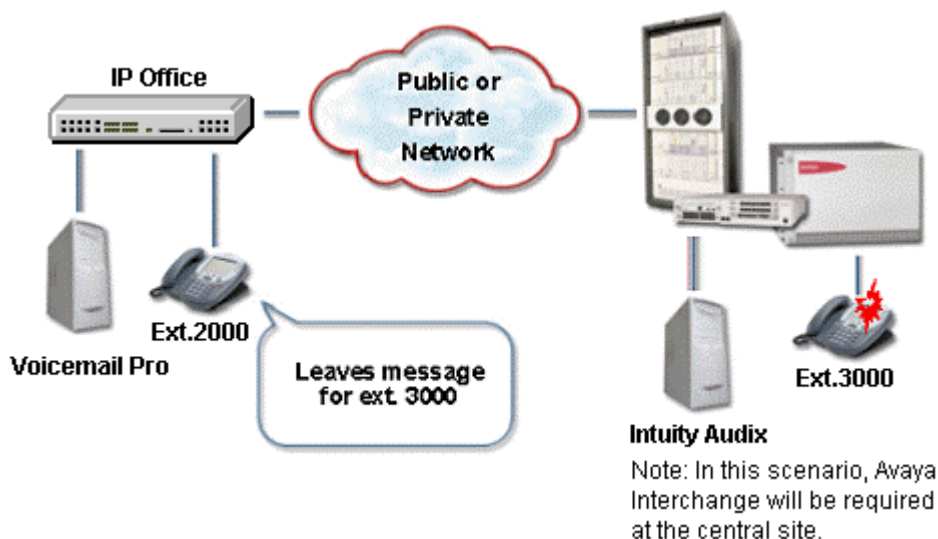 IP Office
Public or
Private
Network
Ext.2000
Voicemail Pro
Leaves message
for ext. 3000
Ext.3000
Intuity Audix
Note: In this scenario, Avaya
Interchange will be required
at the central site.